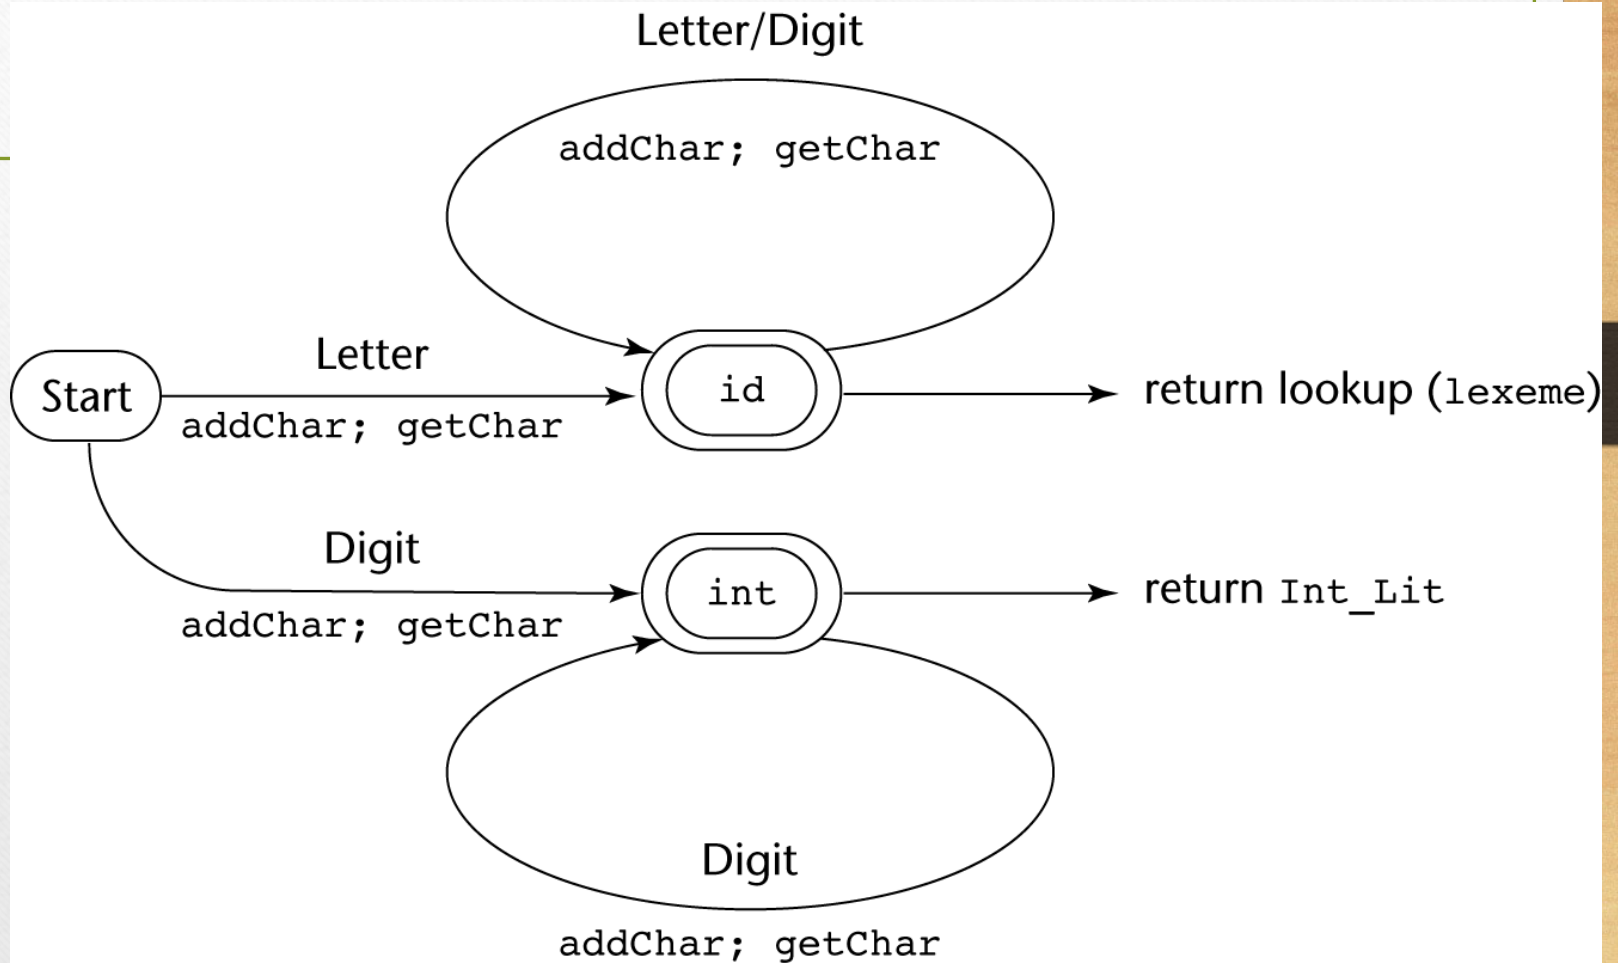 Letter/Digit
addChar; getChar
Start
Letter
addChar; getChar
id
return lookup (lexeme)
Digit
addChar; getChar
int
return Int_Lit
Digit
addChar; getChar